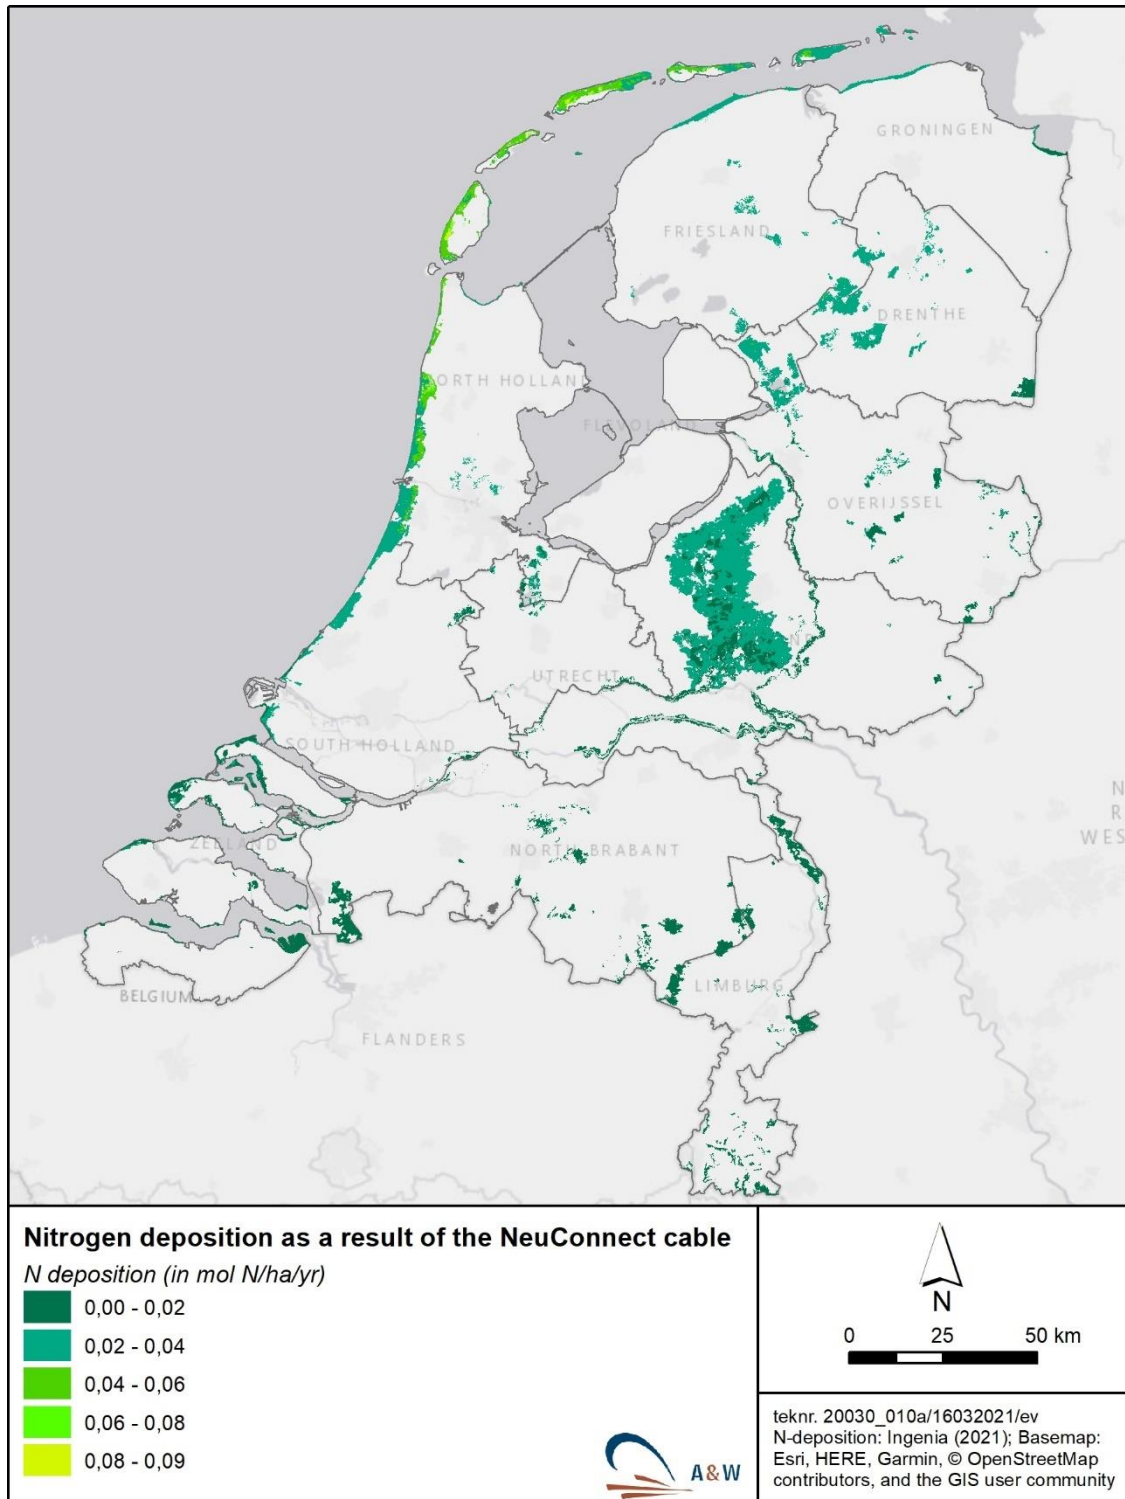 GRONINGEN
FRIESLAND
DRENTHE
ORTH HOLLAN
FLEVOLAND
OVERIJSSEL
UTRECHT
SOUTH HOLLAND
ZEELAND
NORTH BRABANT
LIMBURG
BELGIUM
FLANDERS
N
R
WES
Nitrogen deposition as a result of the NeuConnect cable
N deposition (in mol N/ha/yr)
0,00 - 0,02
0,02 - 0,04
0,04 - 0,06
0,06 - 0,08
0,08 - 0,09
A&W
N
0 25 50 km
teknr. 20030_010a/16032021/ev
N-deposition: Ingenia (2021); Basemap:
Esri, HERE, Garmin, © OpenStreetMap
contributors, and the GIS user community